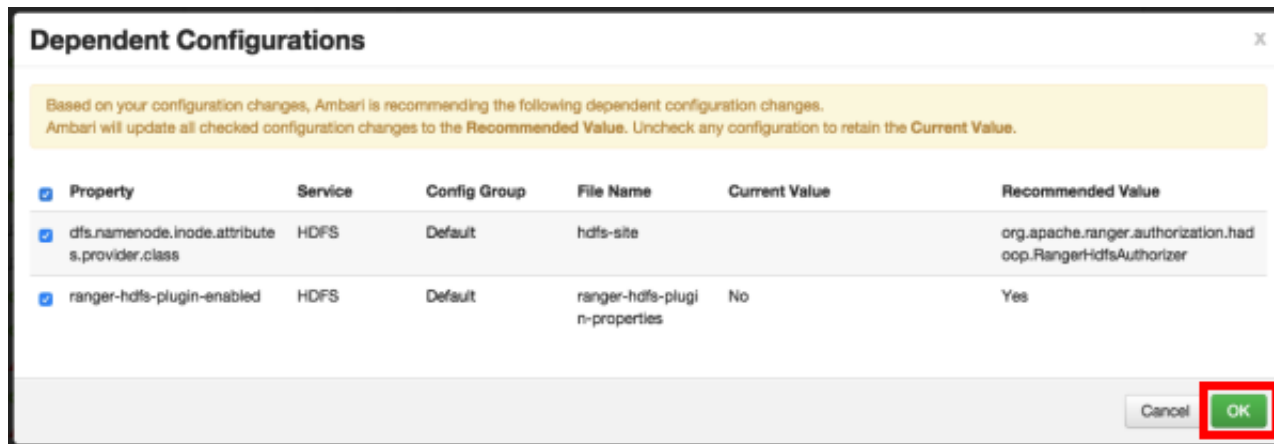 Dependent Configurations
X
Based on your configuration changes, Ambari is recommending the following dependent configuration changes.
Ambari will update all checked configuration changes to the Recommended Value. Uncheck any configuration to retain the Current Value.
Property Service Config Group File Name Current Value Recommended Value
dfs.namenode.inode.attribute HDFS Default hdfs-site org.apache.ranger.authorization.had
s.provider.class oop.RangerHdfsAuthorizer
ranger-hdfs-plugin-enabled HDFS Default ranger-hdfs-plugi No Yes
n-properties
Cancel OK